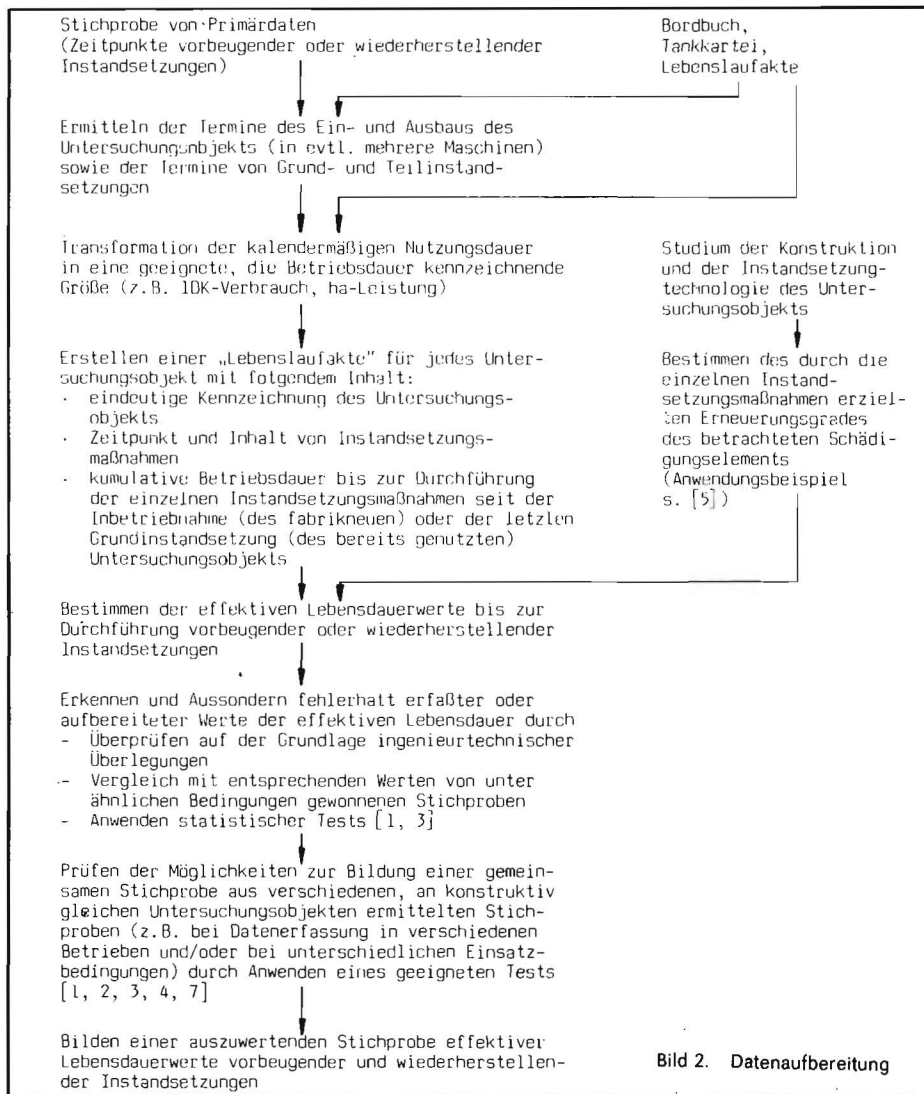 Stichprobe von Primärdaten
(Zeitpunkte vorbeugender oder wiederherstellender
Instandsetzungen)
Bordbuch,
Tankkartei,
Lebenslaufakte
Ermitteln der Termine des Ein- und Ausbaus des
Untersuchungsobjekts (in evtl. mehrere Maschinen)
sowie der Termine von Grund- und Teilinstand-
setzungen
Transformation der kalendermäßigen Nutzungsdauer
in eine geeignete, die Betriebsdauer kennzeichnende
Größe (z.B. IDK-Verbrauch, ha-Leistung)
Studium der Konstruktion
und der Instandsetzung-
technologie des Unter-
suchungsobjekts
Erstellen einer „Lebenslaufakte" für jedes Unter-
suchungsobjekt mit folgendem Inhalt:
· eindeutige Kennzeichnung des Untersuchungs-
objekts
· Zeitpunkt und Inhalt von Instandsetzungs-
maßnahmen
· kumulative Betriebsdauer bis zur Durchführung
der einzelnen Instandsetzungsmaßnahmen seit der
Inbetriebnahme (des fabrikneuen) oder der letzten
Grundinstandsetzung (des bereits genutzten)
Untersuchungsobjekts
Bestimmen des durch die
einzelnen Instand-
setzungsmaßnahmen erziel-
ten Erneuerungsgrades
des betrachteten Schädi-
gungselements
(Anwendungsbeispiel
s. [5])
Bestimmen der effektiven Lebensdauerwerte bis zur
Durchführung vorbeugender oder wiederherstellender
Instandsetzungen
Erkennen und Aussondern fehlerhaft erfaßter oder
aufbereiteter Werte der effektiven Lebensdauer durch
- Überprüfen auf der Grundlage ingenieurtechnischer
Überlegungen
- Vergleich mit entsprechenden Werten von unter
ähnlichen Bedingungen gewonnenen Stichproben
- Anwenden statistischer Tests [1, 3]
Prüfen der Möglichkeiten zur Bildung einer gemein-
samen Stichprobe aus verschiedenen, an konstruktiv
gleichen Untersuchungsobjekten ermittelten Stich-
proben (z.B. bei Datenerfassung in verschiedenen
Betrieben und/oder bei unterschiedlichen Einsatz-
bedingungen) durch Anwenden eines geeigneten Tests
[1, 2, 3, 4, 7]
Bilden einer auszuwertenden Stichprobe effektiver
Lebensdauerwerte vorbeugender und wiederherstellen-
der Instandsetzungen
Bild 2. Datenaufbereitung